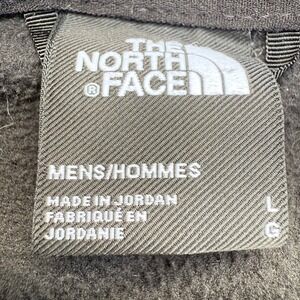 THE
NORTH
FACE
®
MENS/HOMMES
MADE IN JORDAN
FABRIQUÉ EN
JORDANIE
L
G